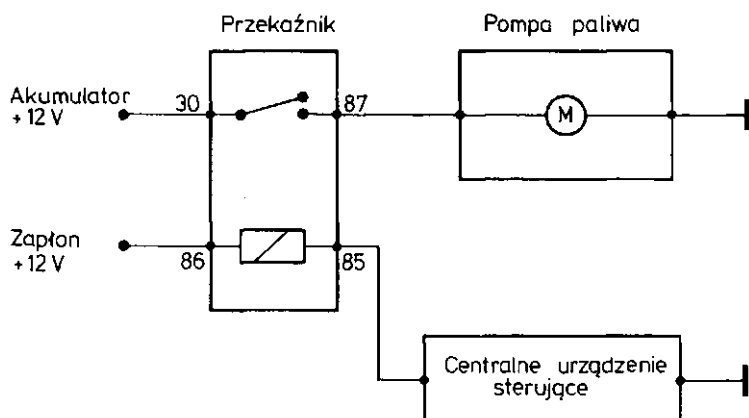 Przekaźnik
Pompa paliwa
Akumulator
+ 12 V
30
87
M
Zapłon
+ 12 V
86
85
Centralne urządzenie
sterujące